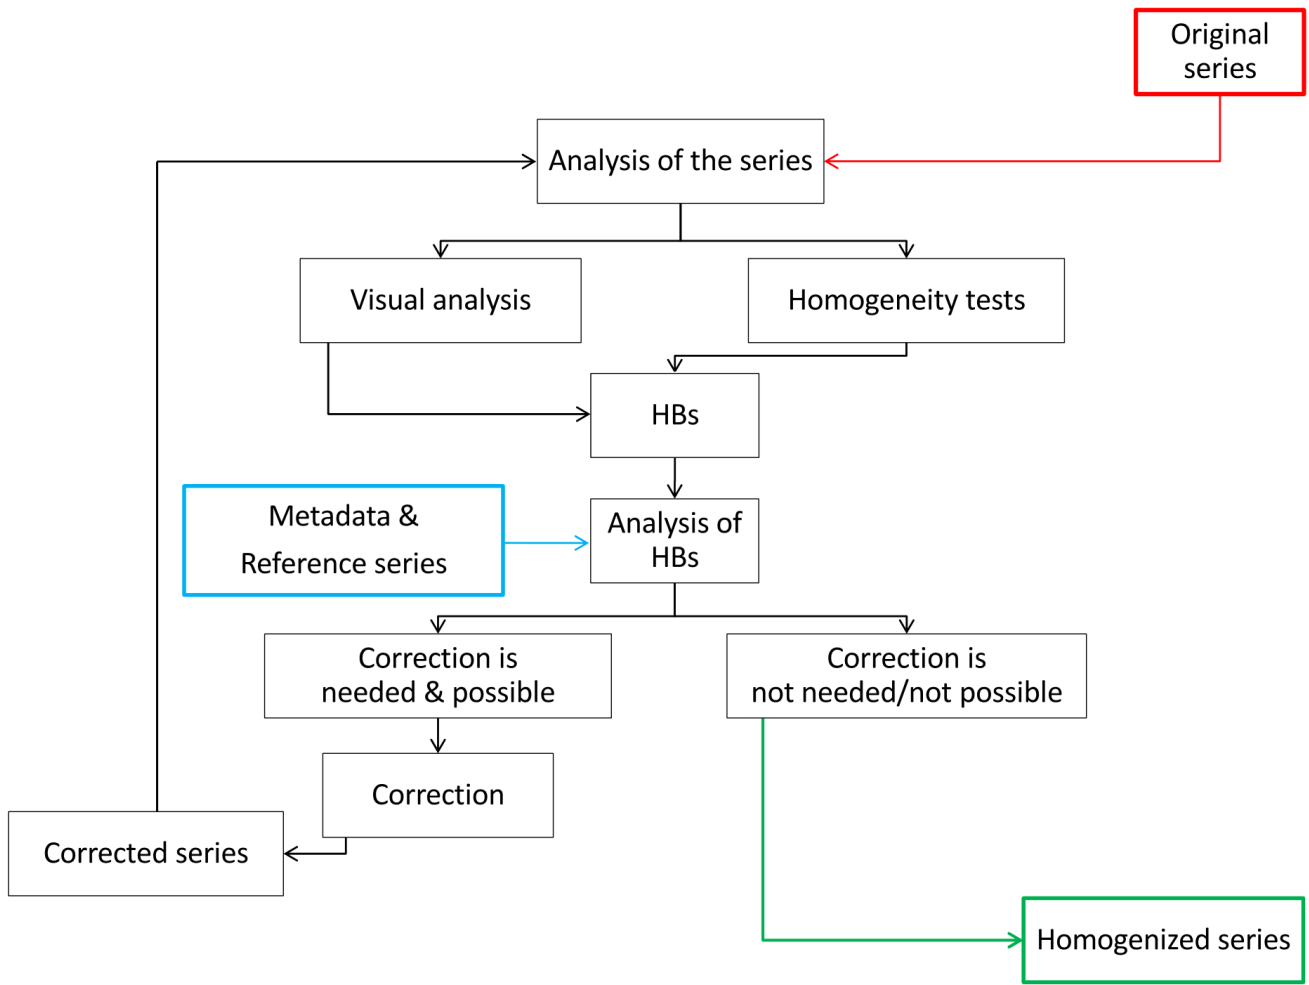 Original
series
Analysis of the series
Visual analysis
Homogeneity tests
HBs
Metadata &
Reference series
Analysis of
HBs
Correction is
needed & possible
Correction is
not needed/not possible
Correction
Corrected series
Homogenized series